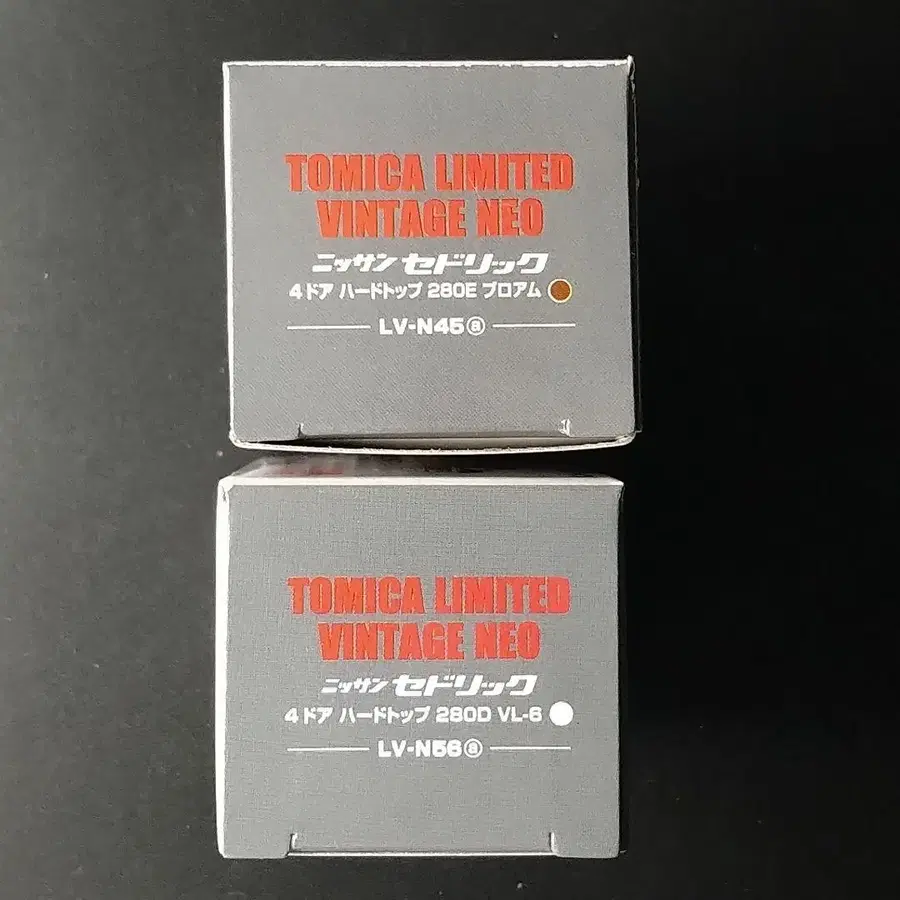 TOMICA LIMITED
VINTAGE NEO
ニッサン セドリック
4ドア ハードトップ 280E ブロアム
LV-N45ⓐ
TOMICA LIMITED
VINTAGE NEO
ニッサン セドリック
4ドア ハードトップ 280D VL-6
LV-N56ⓐ